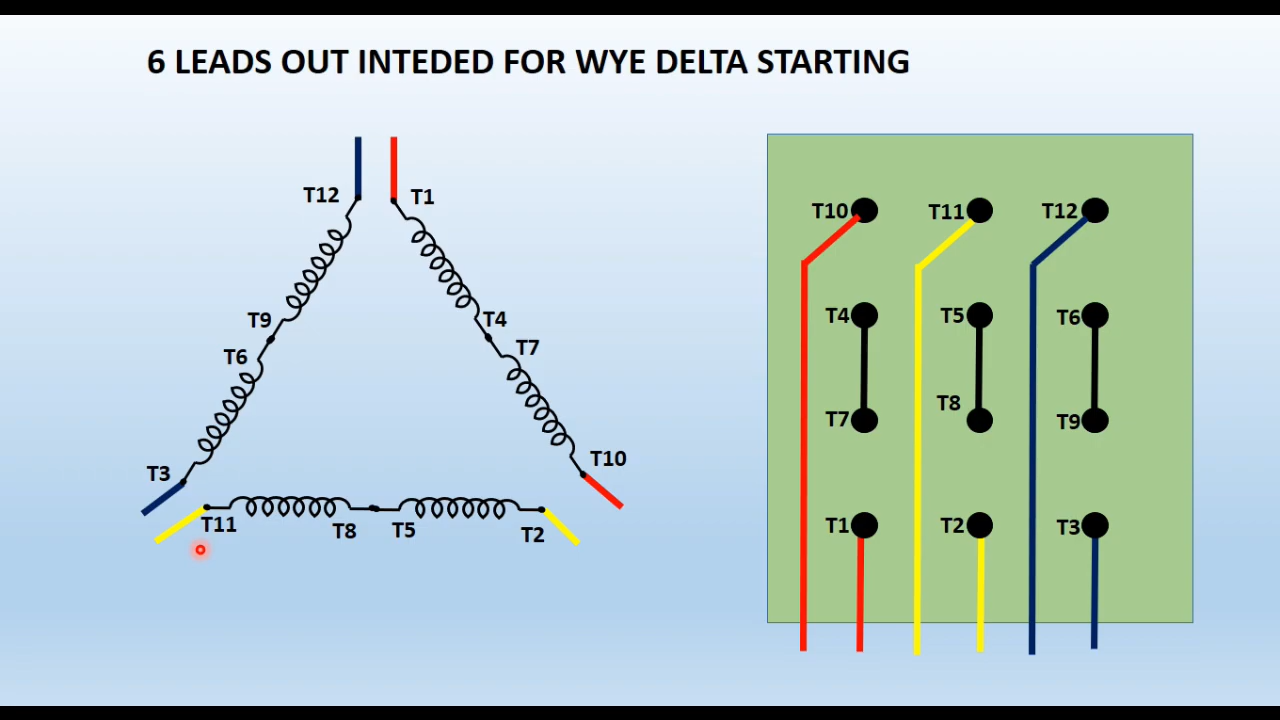 6 LEADS OUT INTEDED FOR WYE DELTA STARTING
T12 T1
T9 T4
T6 T7
T3 T10
T11 T8 T5 T2
T10 T11 T12
T4 T5 T6
T7 T8 T9
T1 T2 T3